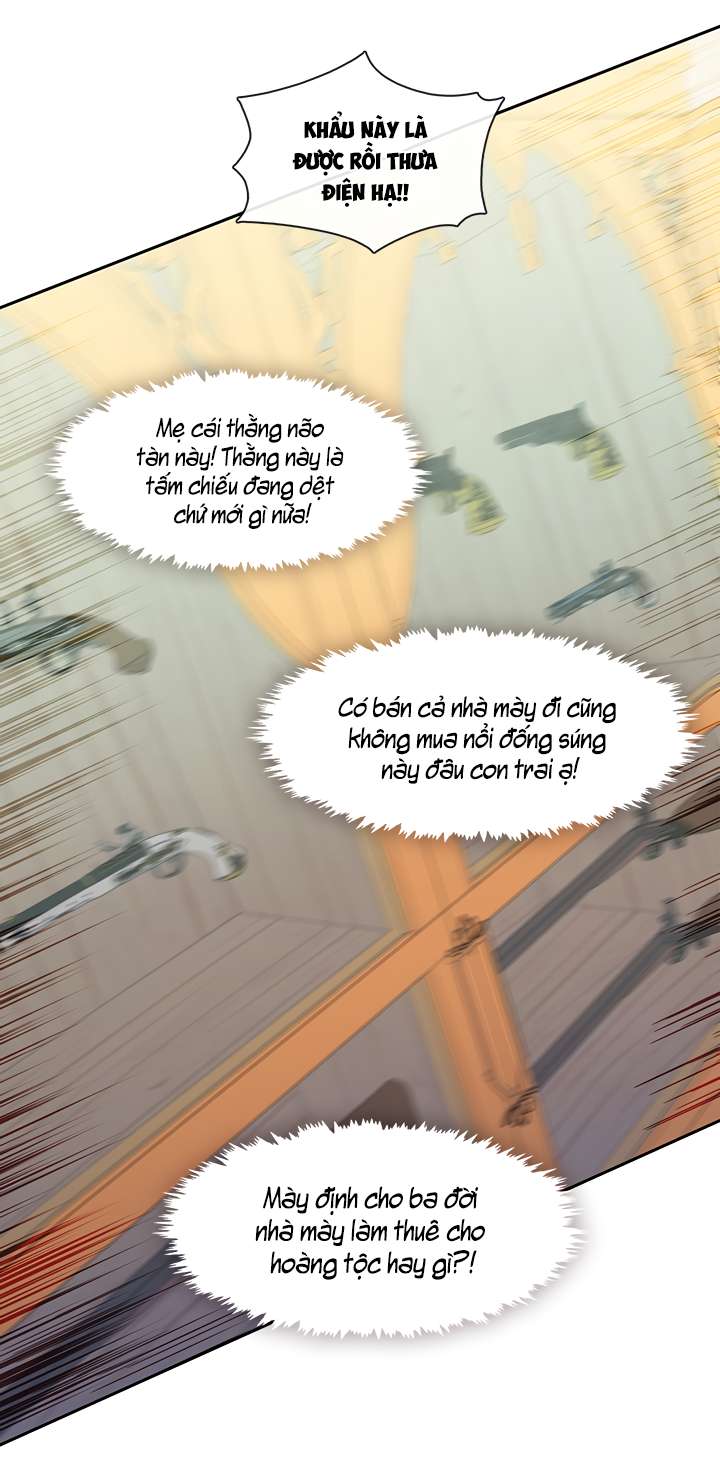 KHẨU NÀY LÀ
ĐƯỢC RỒI THƯA
ĐIỆN HẠ!!
Mẹ cái thằng não
tàn này! Thằng này là
tấm chiếu đang dệt
chứ mới gì nữa!
Có bán cả nhà mày đi cũng
không mua nổi đống súng
này đâu con trai ạ!
Mày định cho ba đời
nhà mày làm thuê cho
hoàng tộc hay gì?!